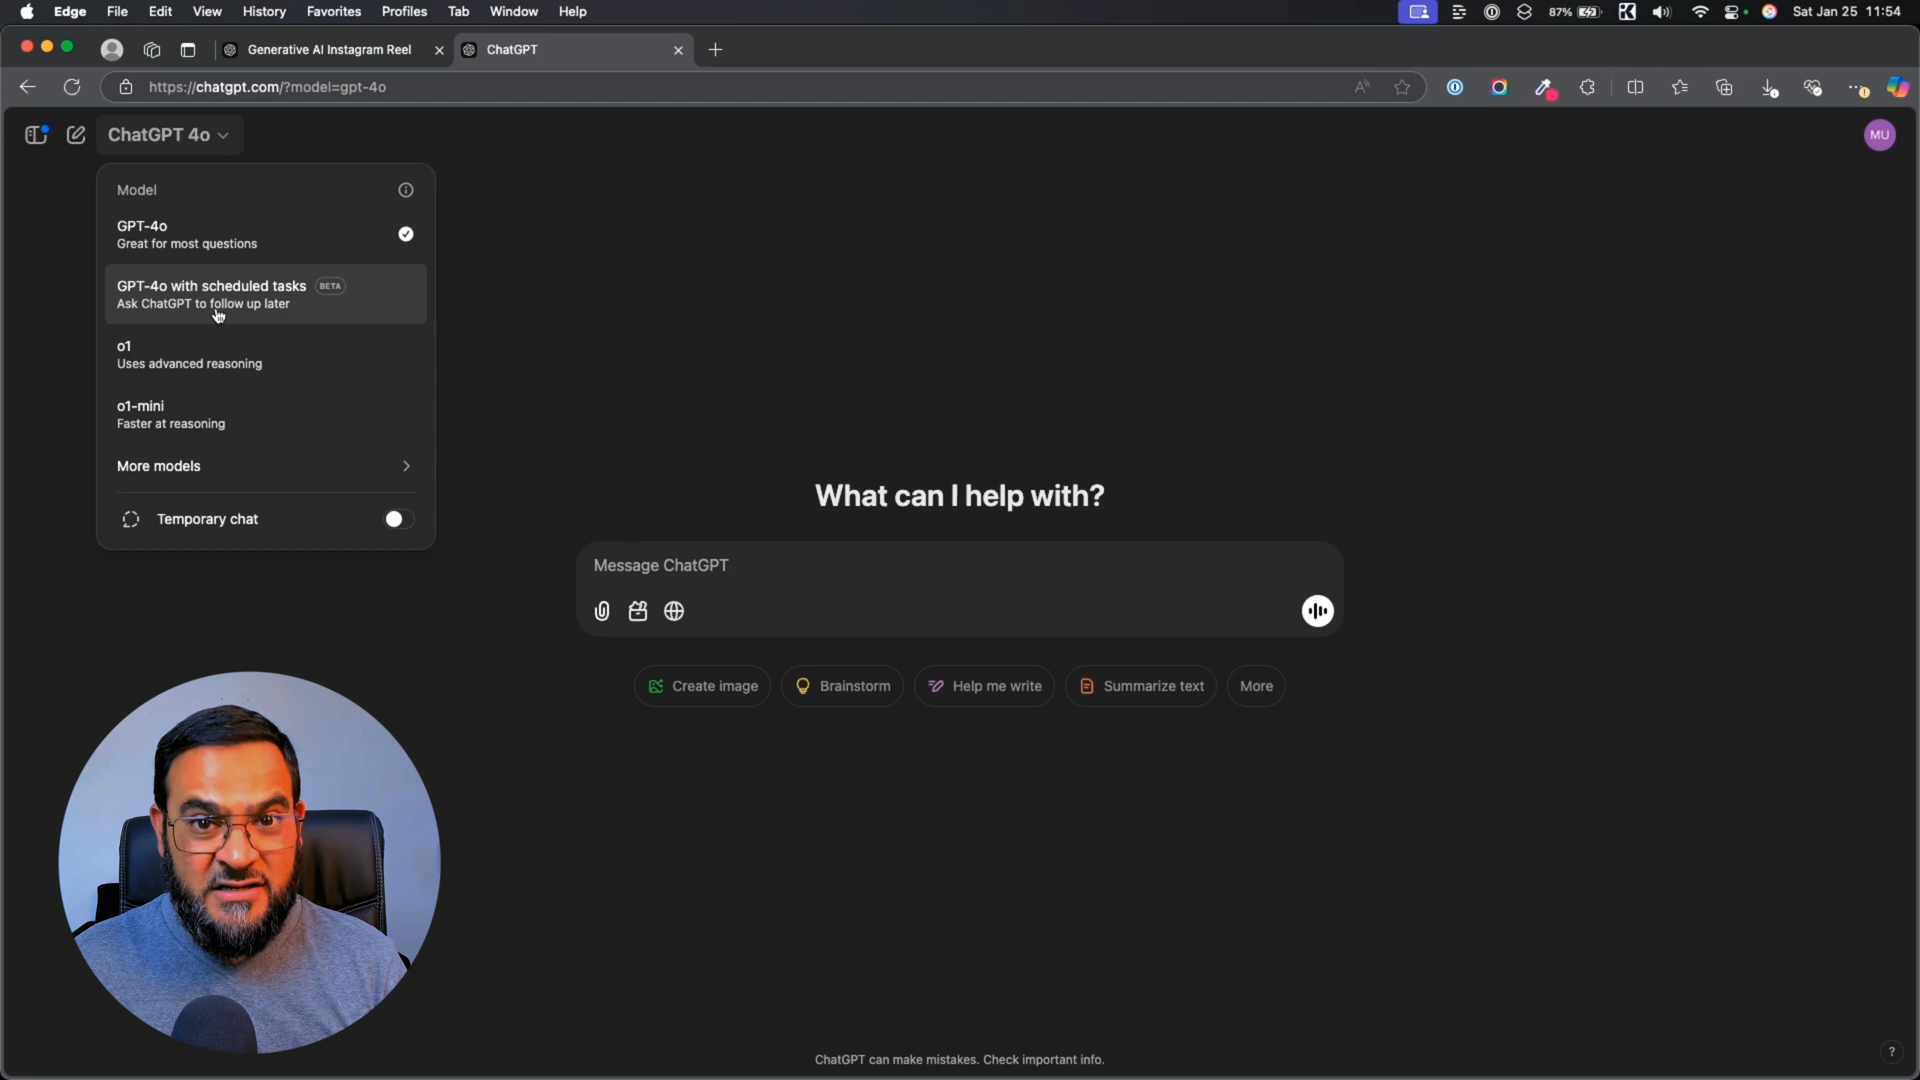 Edge File Edit View History Favorites Profiles Tab Window Help
87%
Sat Jan 25 11:54
Generative AI Instagram Reel
ChatGPT
https://chatgpt.com/?model=gpt-4o
ChatGPT 4o
MU
Model
GPT-4o
Great for most questions
GPT-4o with scheduled tasks BETA
Ask ChatGPT to follow up later
o1
Uses advanced reasoning
o1-mini
Faster at reasoning
More models
Temporary chat
What can I help with?
Message ChatGPT
Create image
Brainstorm
Help me write
Summarize text
More
ChatGPT can make mistakes. Check important info.
?